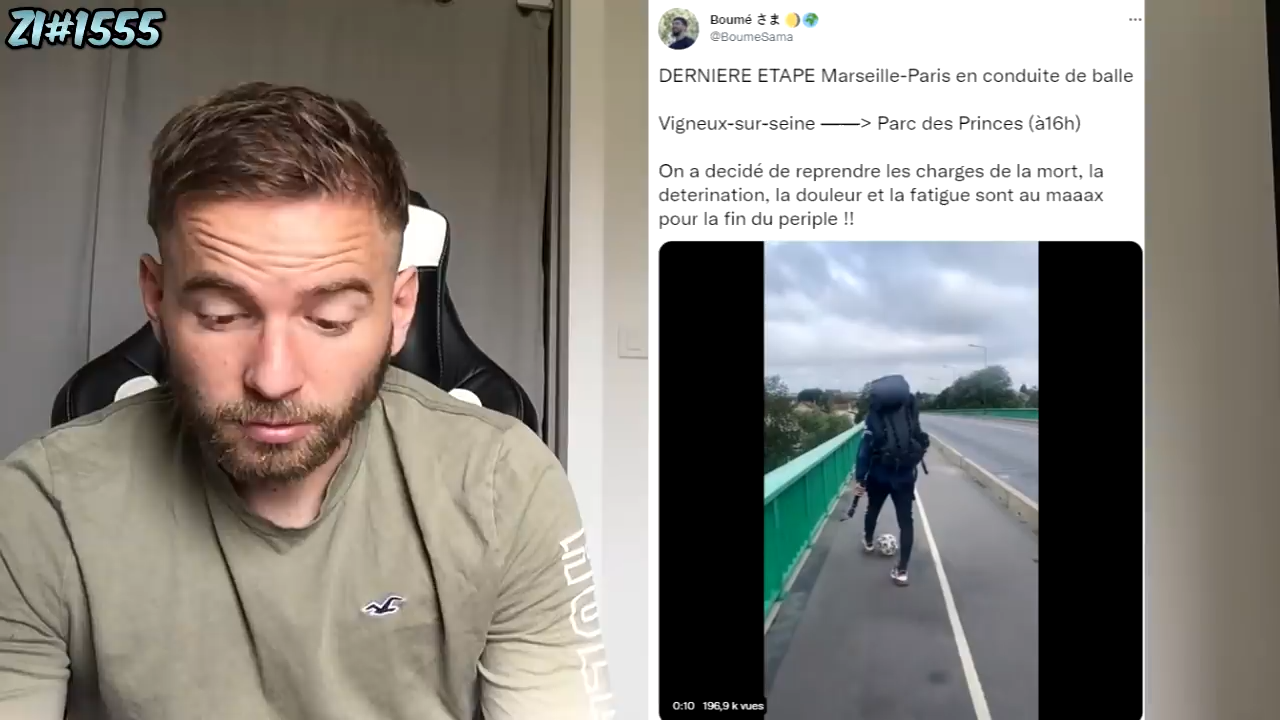 ZI#1555
Boumé さま 🌖🌍
@BoumeSama
DERNIERE ETAPE Marseille-Paris en conduite de balle
Vigneux-sur-seine ——> Parc des Princes (à16h)
On a decidé de reprendre les charges de la mort, la
deterination, la douleur et la fatigue sont au maaax
pour la fin du periple !!
0:10 196,9 k vues